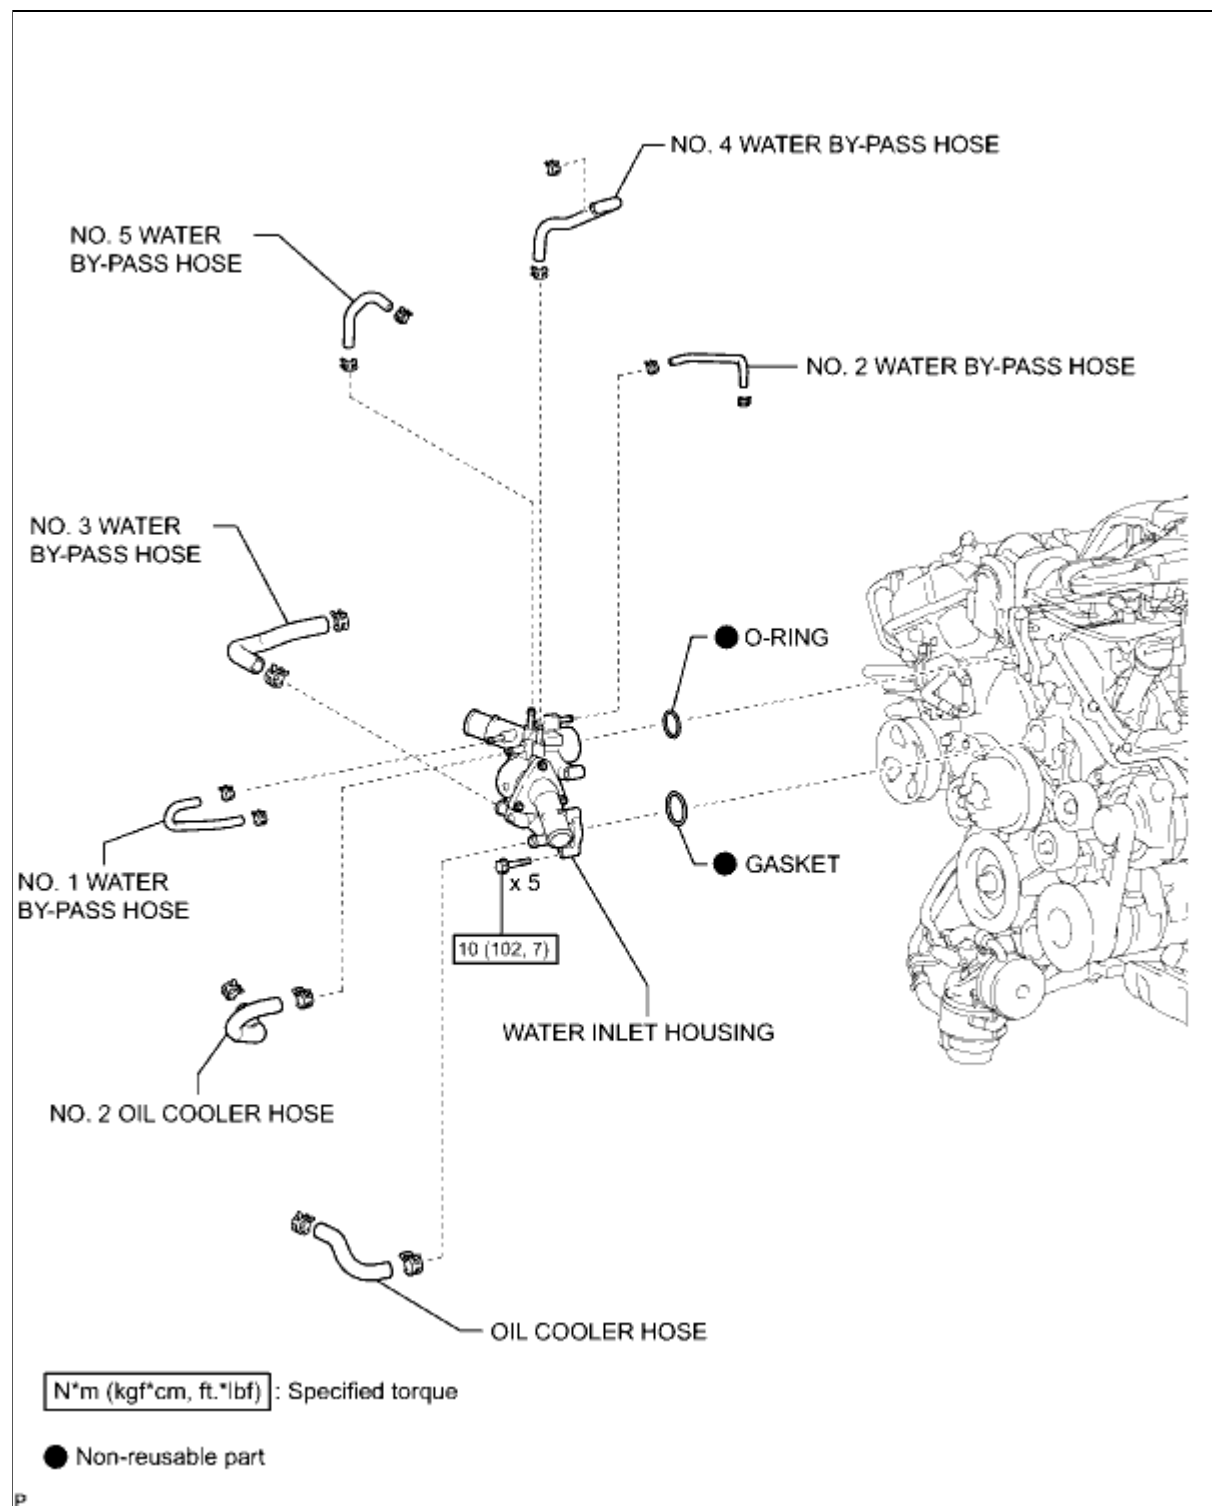 NO. 4 WATER BY-PASS HOSE
NO. 5 WATER
BY-PASS HOSE
NO. 2 WATER BY-PASS HOSE
NO. 3 WATER
BY-PASS HOSE
O-RING
GASKET
x 5
NO. 1 WATER
BY-PASS HOSE
10 (102, 7)
WATER INLET HOUSING
NO. 2 OIL COOLER HOSE
OIL COOLER HOSE
N*m (kgf*cm, ft.*lbf) : Specified torque
Non-reusable part
P